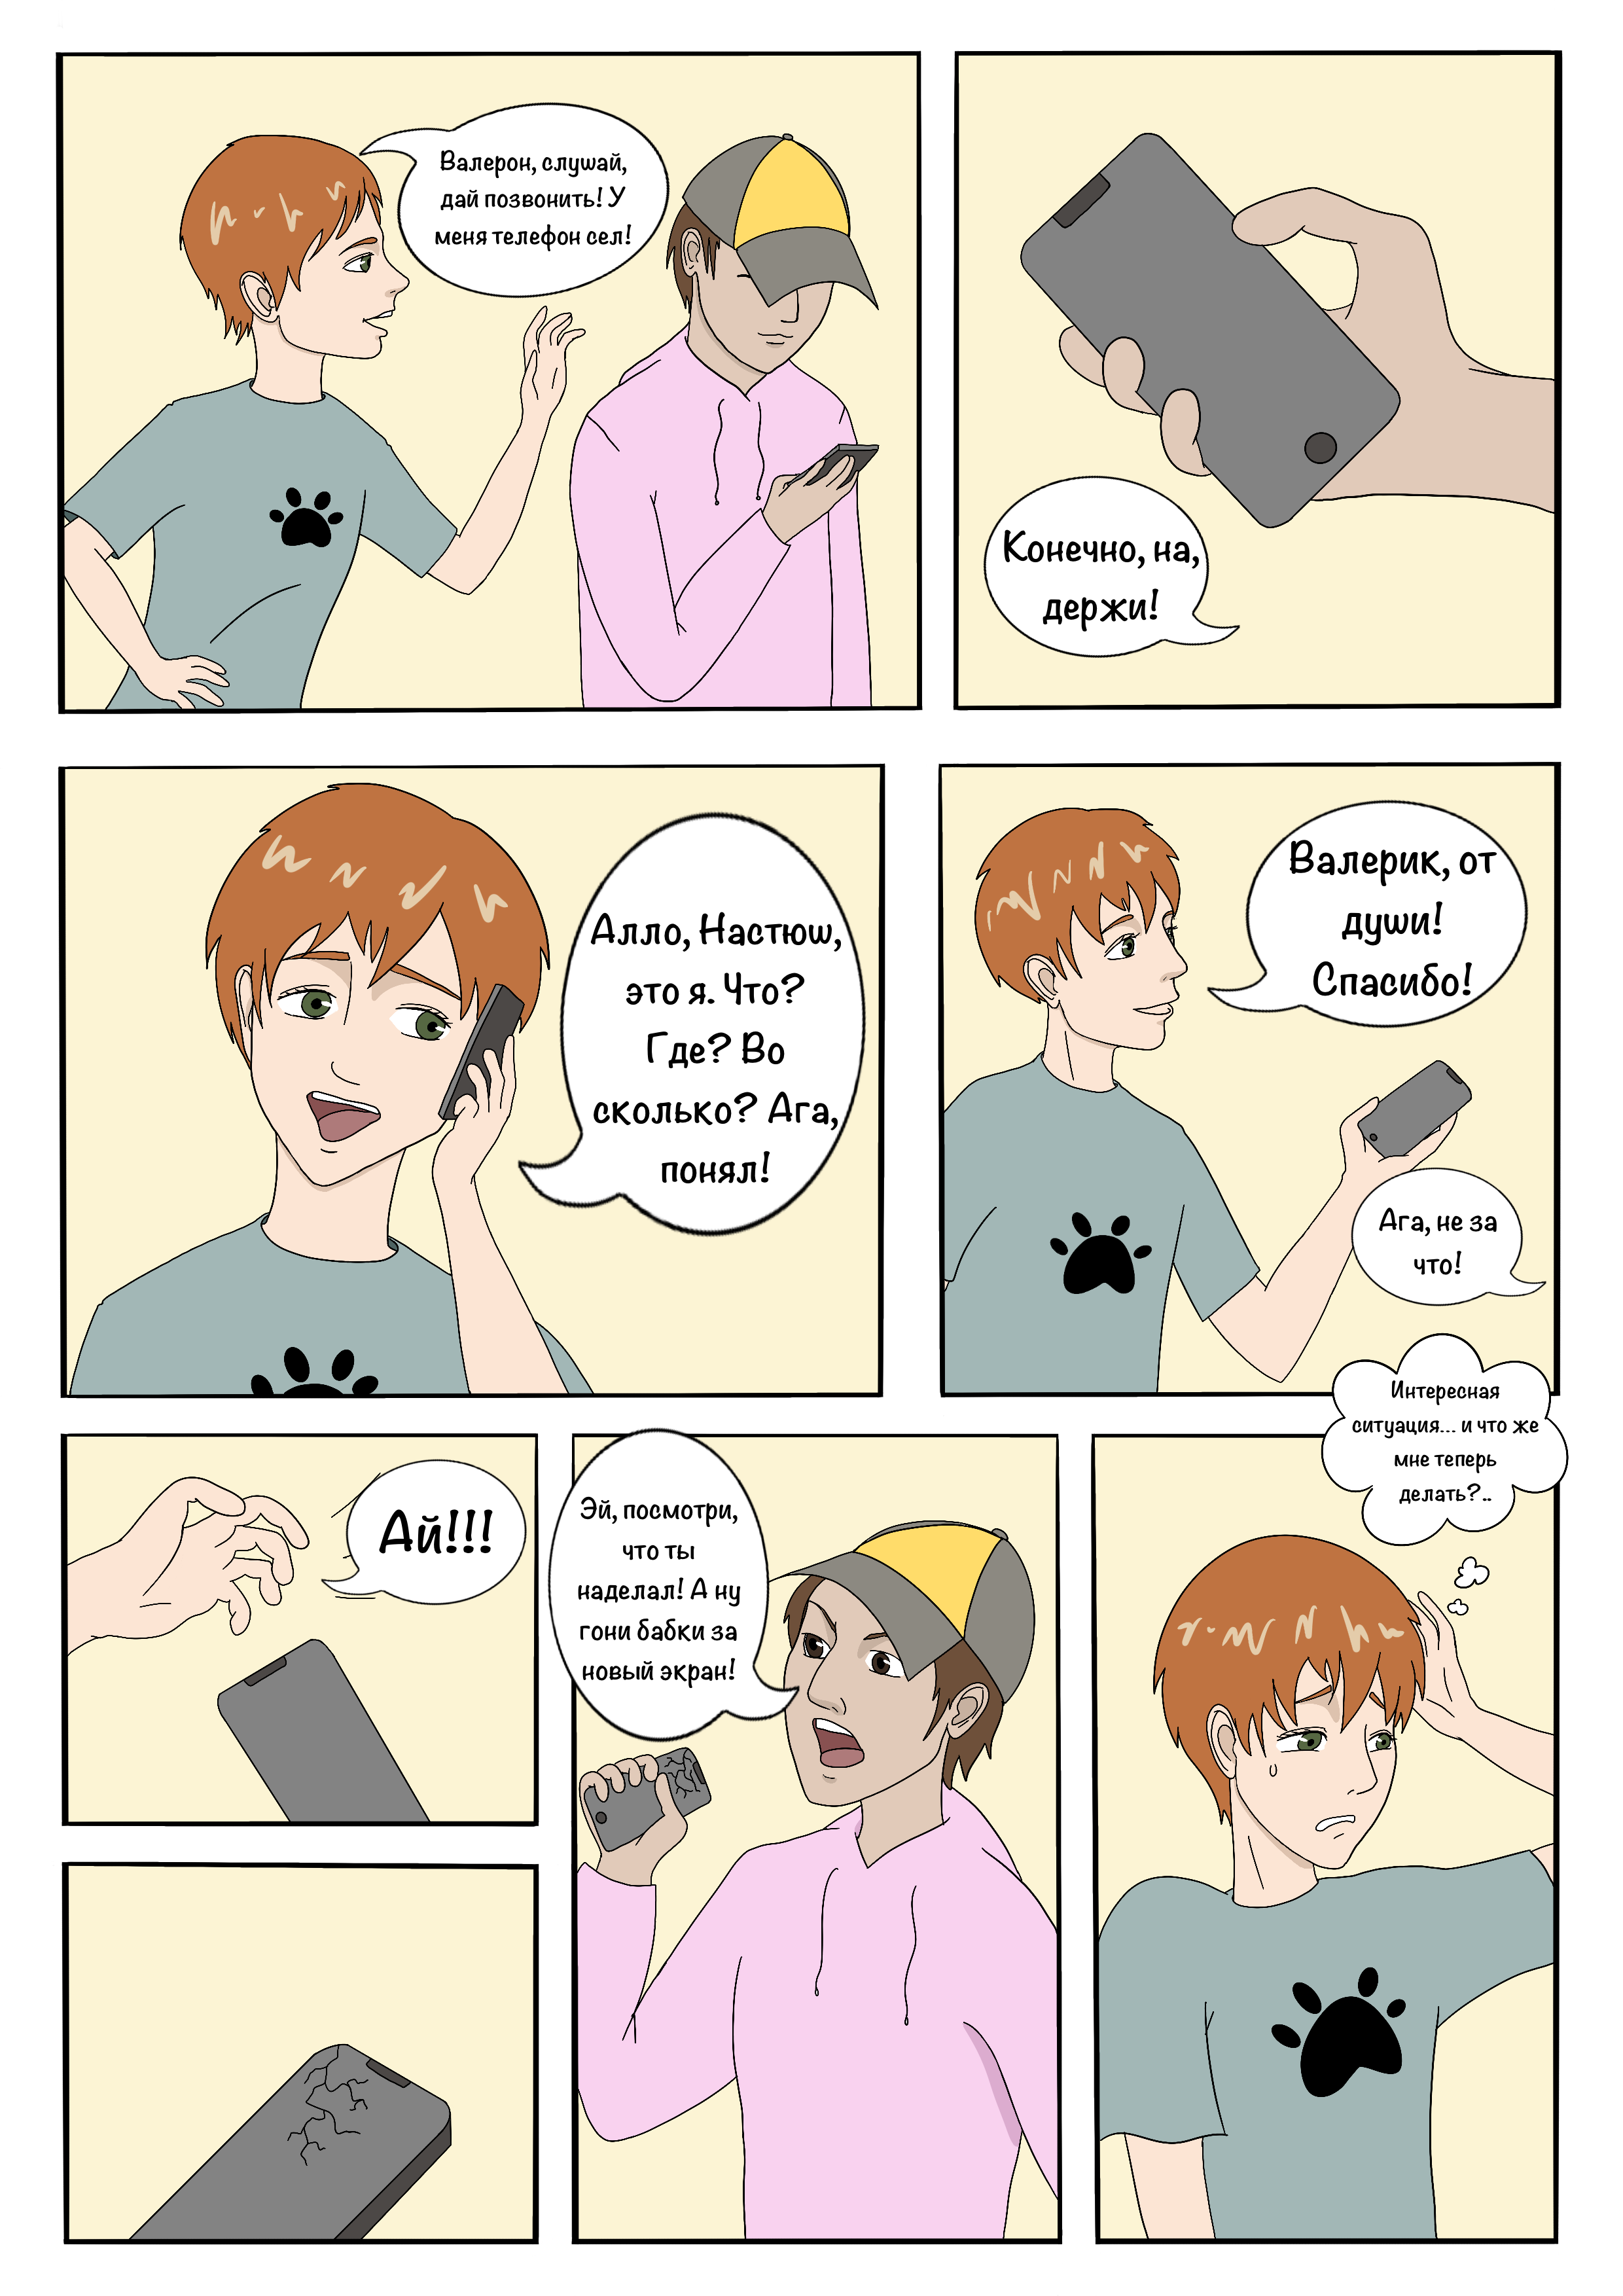 Валерон, слушай,
дай позвонить! У
меня телефон сел!
Конечно, на,
держи!
Алло, Настюш,
это я. Что?
Где? Во
сколько? Ага,
понял!
Валерик, от
души!
Спасибо!
Ага, не за
что!
Ай!!!
Эй, посмотри,
что ты
наделал! А ну
гони бабки за
новый экран!
Интересная
ситуация... и что же
мне теперь
делать?..